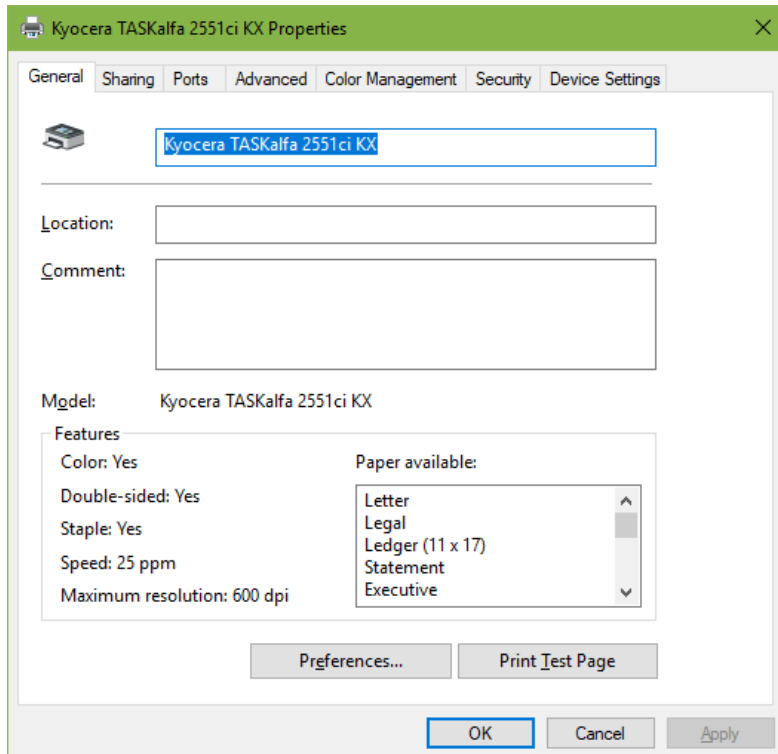 Kyocera TASKalfa 2551ci KX Properties
General Sharing Ports Advanced Color Management Security Device Settings
Kyocera TASKalfa 2551ci KX
Location:
Comment:
Model: Kyocera TASKalfa 2551ci KX
Features
Color: Yes
Double-sided: Yes
Staple: Yes
Speed: 25 ppm
Maximum resolution: 600 dpi
Paper available:
Letter
Legal
Ledger (11 x 17)
Statement
Executive
Preferences... Print Test Page
OK Cancel Apply